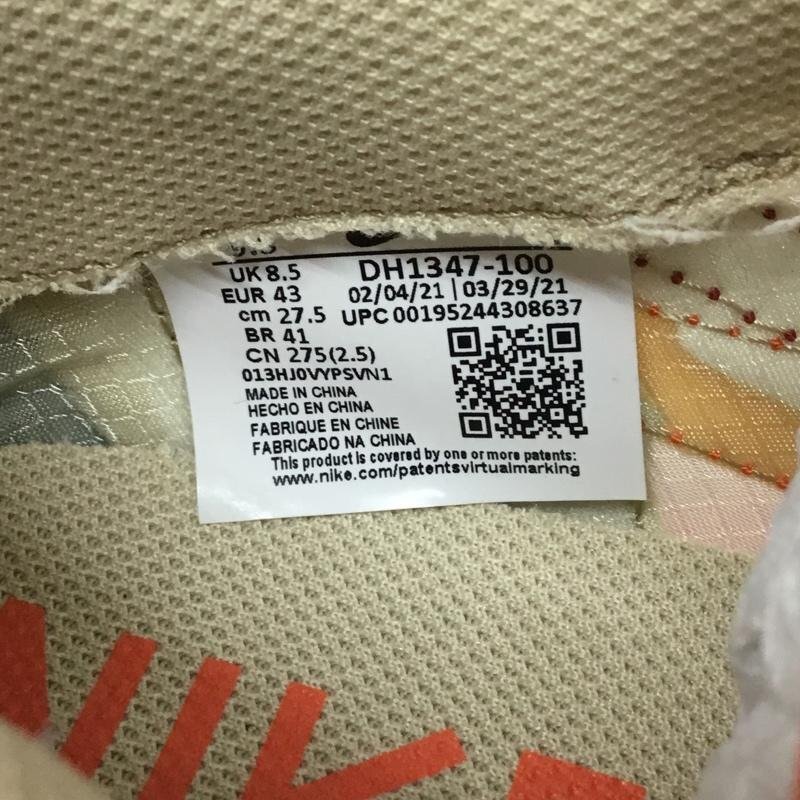 UK 8.5 DH1347-100
EUR 43 02/04/21 | 03/29/21
cm 27.5 UPC 00195244308637
BR 41
CN 275(2.5)
013HJ0VYPSVN1
MADE IN CHINA
HECHO EN CHINA
FABRIQUE EN CHINE
FABRICADO NA CHINA
This product is covered by one or more patents:
www.nike.com/patentsvirtualmarking
NIKE